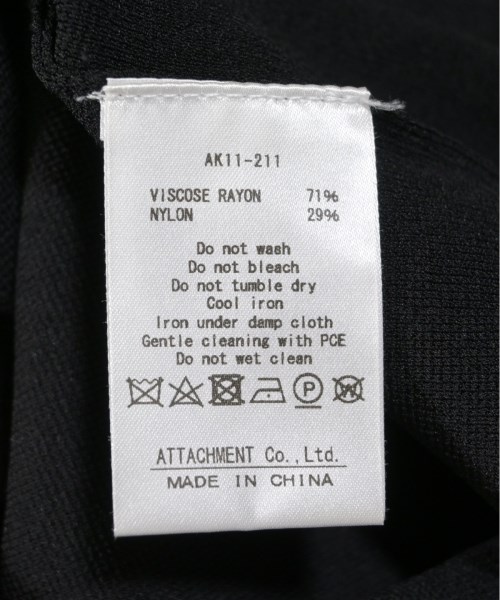 AK11-211
VISCOSE RAYON 71%
NYLON 29%
Do not wash
Do not bleach
Do not tumble dry
Cool iron
Iron under damp cloth
Gentle cleaning with PCE
Do not wet clean
P W
ATTACHMENT Co.,Ltd.
MADE IN CHINA